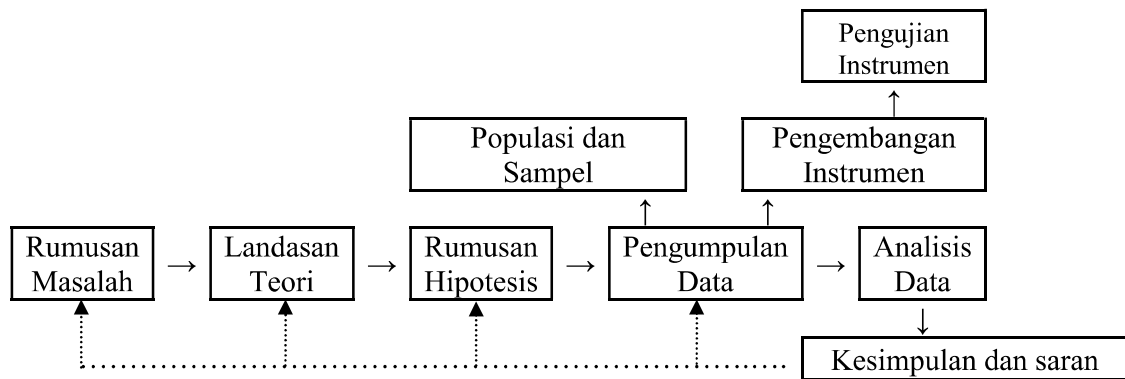 Pengujian
Instrumen
Populasi dan
Sampel
Pengembangan
Instrumen
Rumusan
Masalah
Landasan
Teori
Rumusan
Hipotesis
Pengumpulan
Data
Analisis
Data
Kesimpulan dan saran